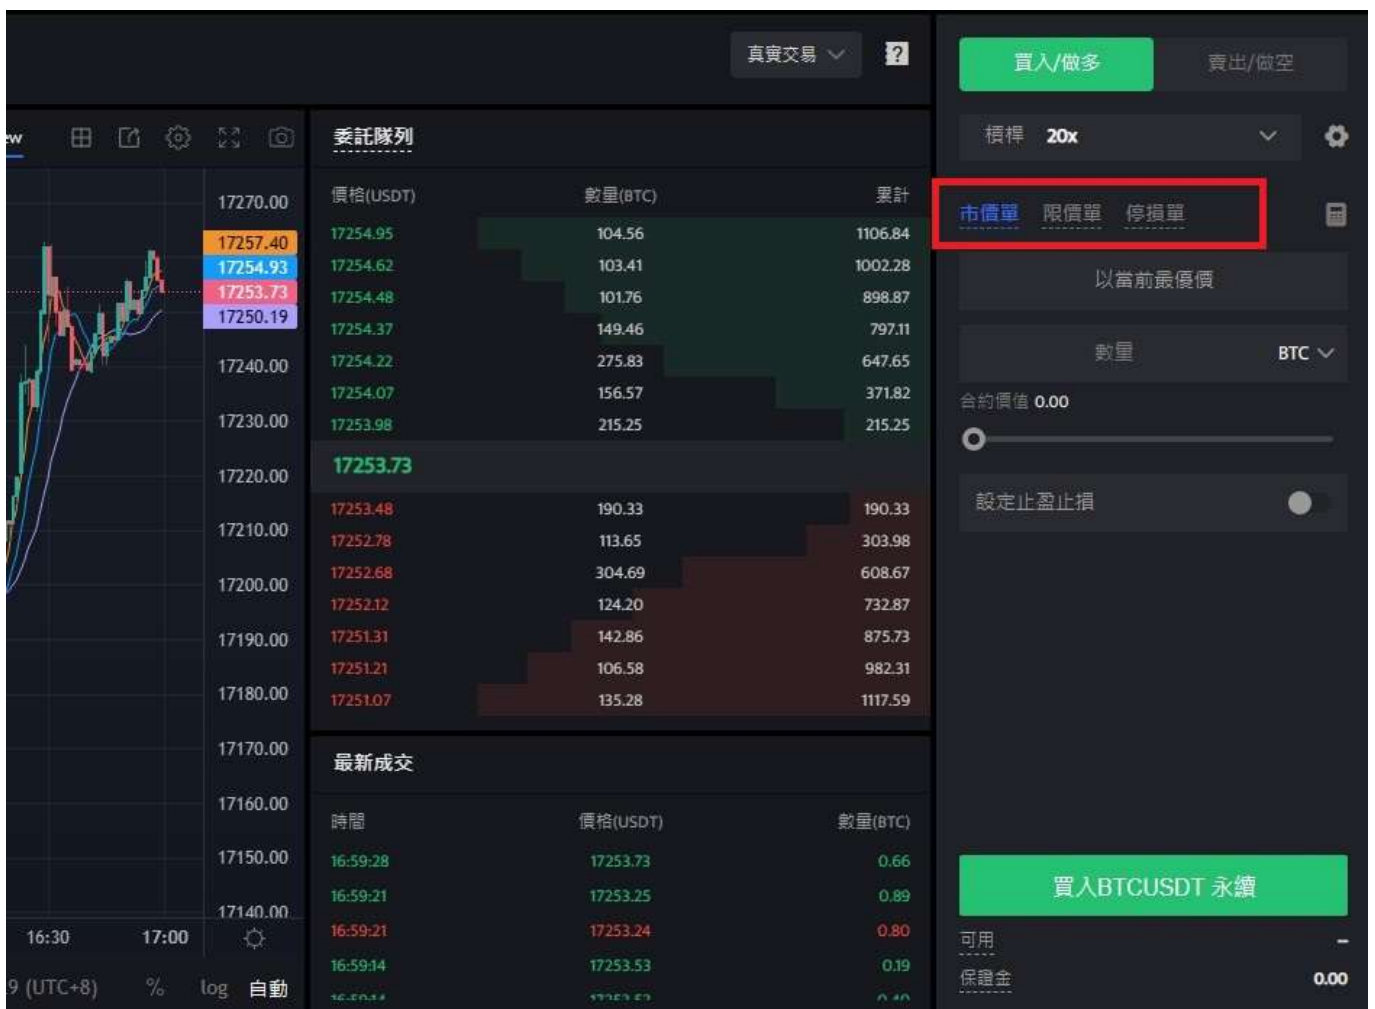 真實交易
買入/做多 賣出/做空
槓桿 20x
市價單 限價單 停損單
以當前最優價
數量 BTC
合約價值 0.00
設定止盈止損
買入BTCUSDT 永續
可用 –
保證金 0.00
ew
17270.00
17257.40
17254.93
17253.73
17250.19
17240.00
17230.00
17220.00
17210.00
17200.00
17190.00
17180.00
17170.00
17160.00
17150.00
17140.00
16:30 17:00
9 (UTC+8) % log 自動
委託隊列
價格(USDT) 數量(BTC) 累計
17254.95 104.56 1106.84
17254.62 103.41 1002.28
17254.48 101.76 898.87
17254.37 149.46 797.11
17254.22 275.83 647.65
17254.07 156.57 371.82
17253.98 215.25 215.25
17253.73
17253.48 190.33 190.33
17252.78 113.65 303.98
17252.68 304.69 608.67
17252.12 124.20 732.87
17251.31 142.86 875.73
17251.21 106.58 982.31
17251.07 135.28 1117.59
最新成交
時間 價格(USDT) 數量(BTC)
16:59:28 17253.73 0.66
16:59:21 17253.25 0.89
16:59:21 17253.24 0.80
16:59:14 17253.53 0.19